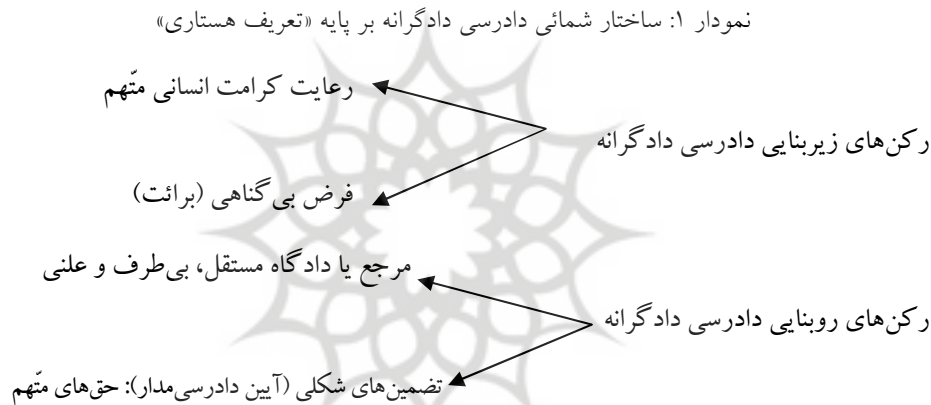 نمودار ۱: ساختار شمائی دادرسی دادگرانه بر پایه «تعریف هستاری»
رعایت کرامت انسانی متّهم
رکن‌های زیربنایی دادرسی دادگرانه
فرض بی‌گناهی (برائت)
مرجع یا دادگاه مستقل، بی‌طرف و علنی
رکن‌های روبنایی دادرسی دادگرانه
تضمین‌های شکلی (آیین دادرسی‌مدار): حق‌های متّهم